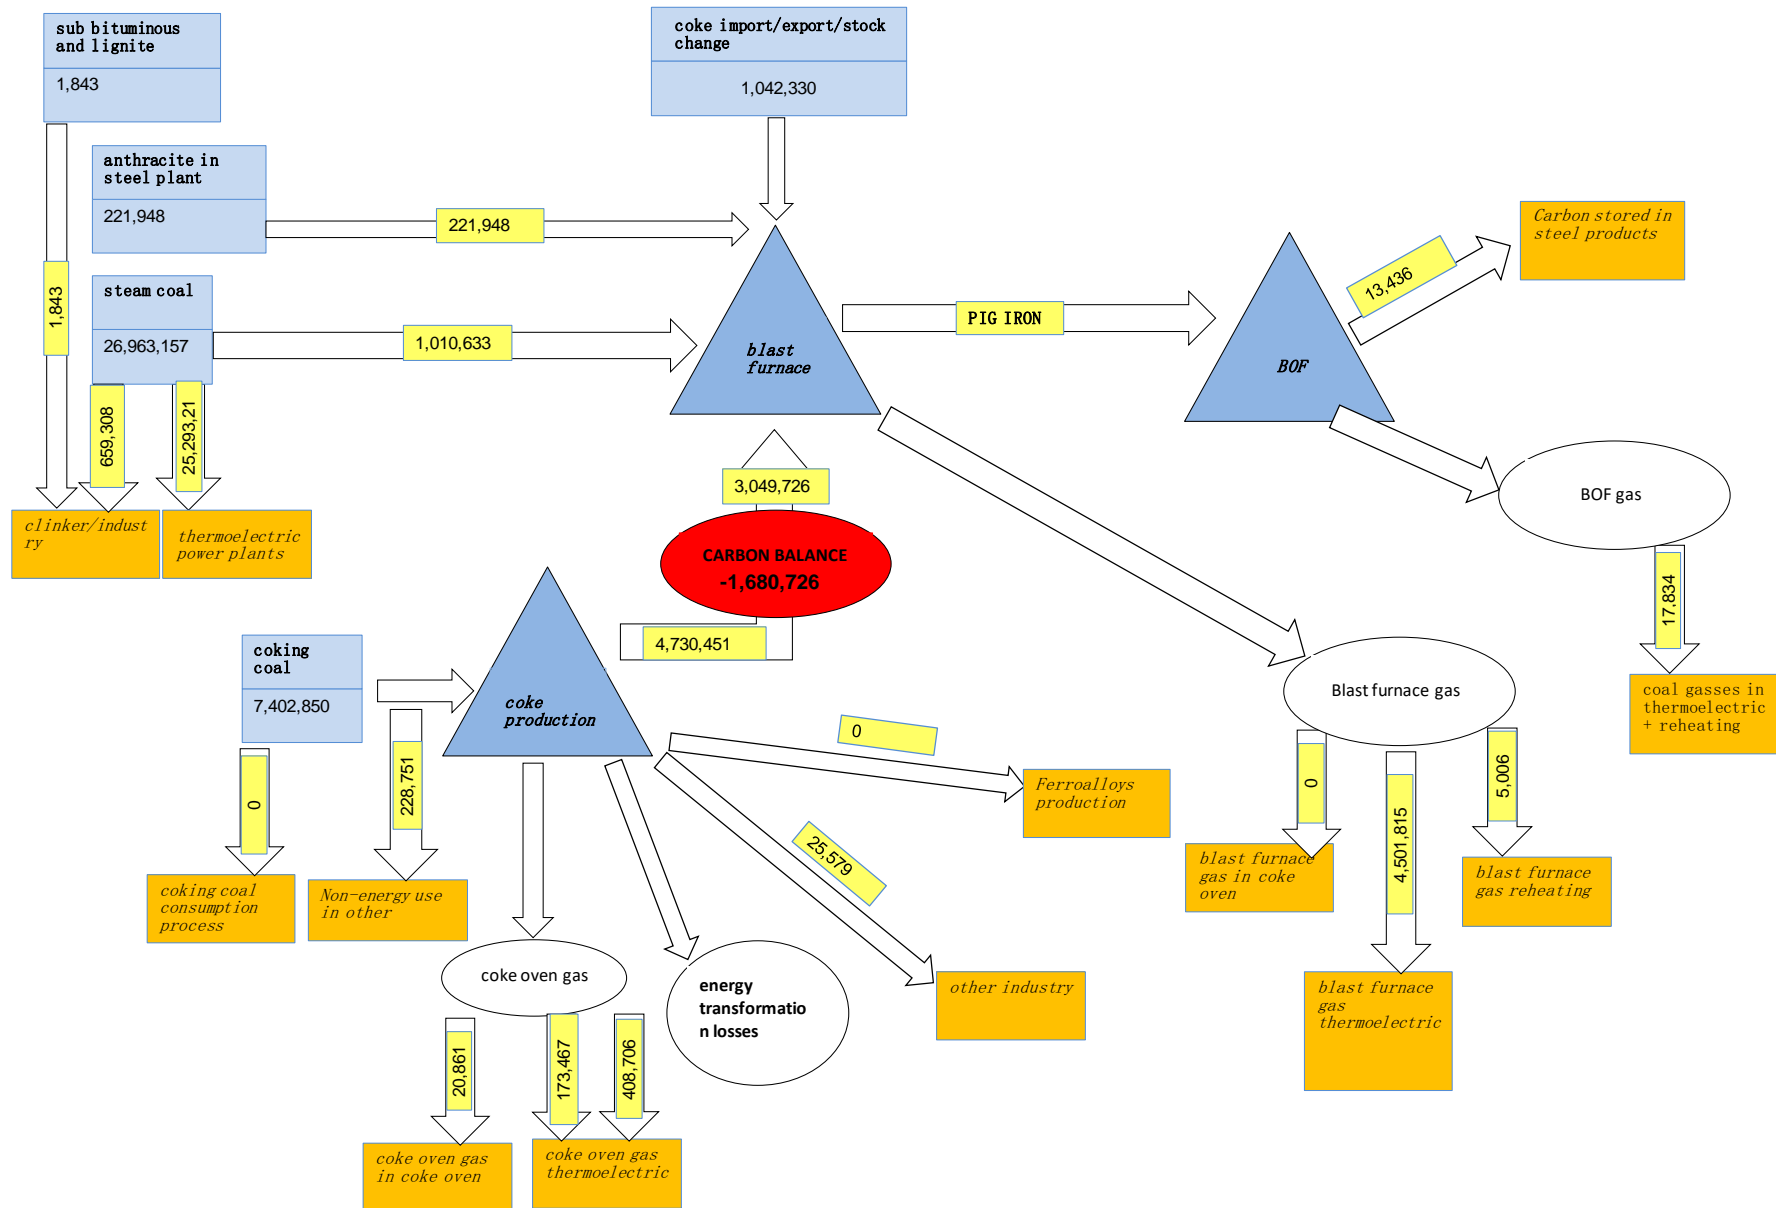 sub bituminous
and lignite
1,843
coke import/export/stock
change
1,042,330
anthracite in
steel plant
221,948
221,948
steam coal
26,963,157
1,010,633
1,843
659,308
25,293,21
clinker/indust
ry
thermoelectric
power plants
blast
furnace
PIG IRON
BOF
13,436
Carbon stored in
steel products
BOF gas
17,834
coal gasses in
thermoelectric
+ reheating
3,049,726
CARBON BALANCE
-1,680,726
4,730,451
coking
coal
7,402,850
coke
production
0
228,751
coking coal
consumption
process
Non-energy use
in other
0
Ferroalloys
production
25,579
other industry
coke oven gas
energy
transformatio
n losses
20,861
173,467
408,706
coke oven gas
in coke oven
coke oven gas
thermoelectric
Blast furnace gas
0
4,501,815
5,006
blast furnace
gas in coke
oven
blast furnace
gas reheating
blast furnace
gas
thermoelectric